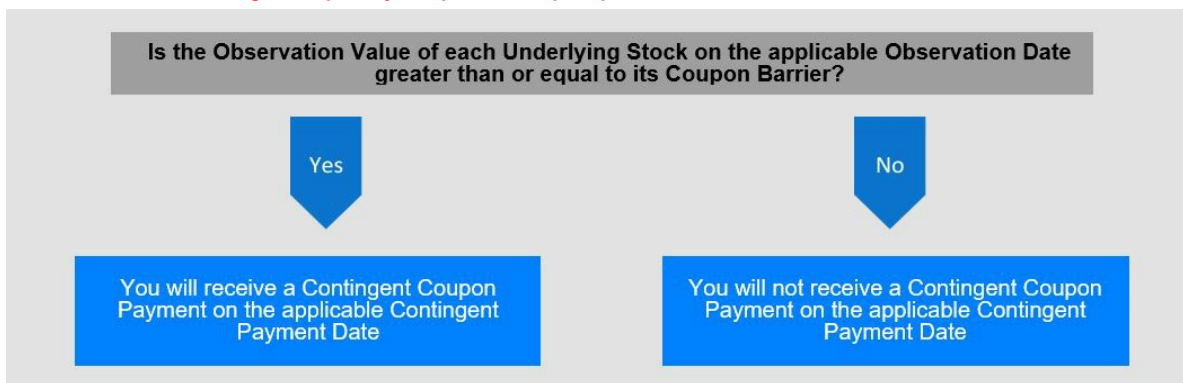 Is the Observation Value of each Underlying Stock on the applicable Observation Date
greater than or equal to its Coupon Barrier?
Yes
No
You will receive a Contingent Coupon
Payment on the applicable Contingent
Payment Date
You will not receive a Contingent Coupon
Payment on the applicable Contingent
Payment Date